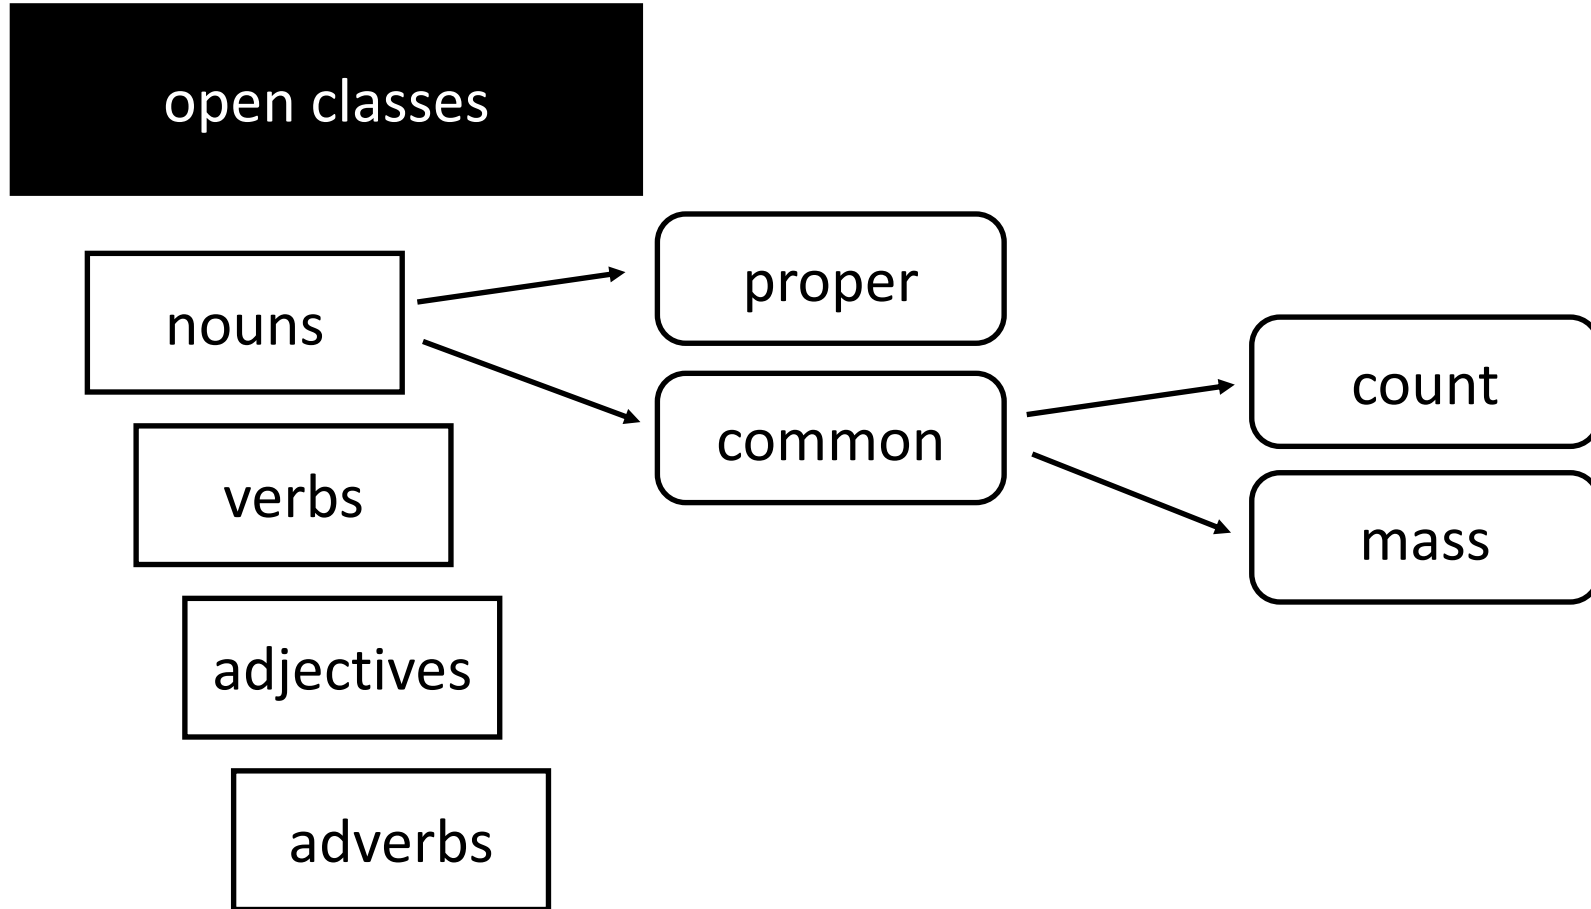 open classes
nouns
proper
common
count
mass
verbs
adjectives
adverbs